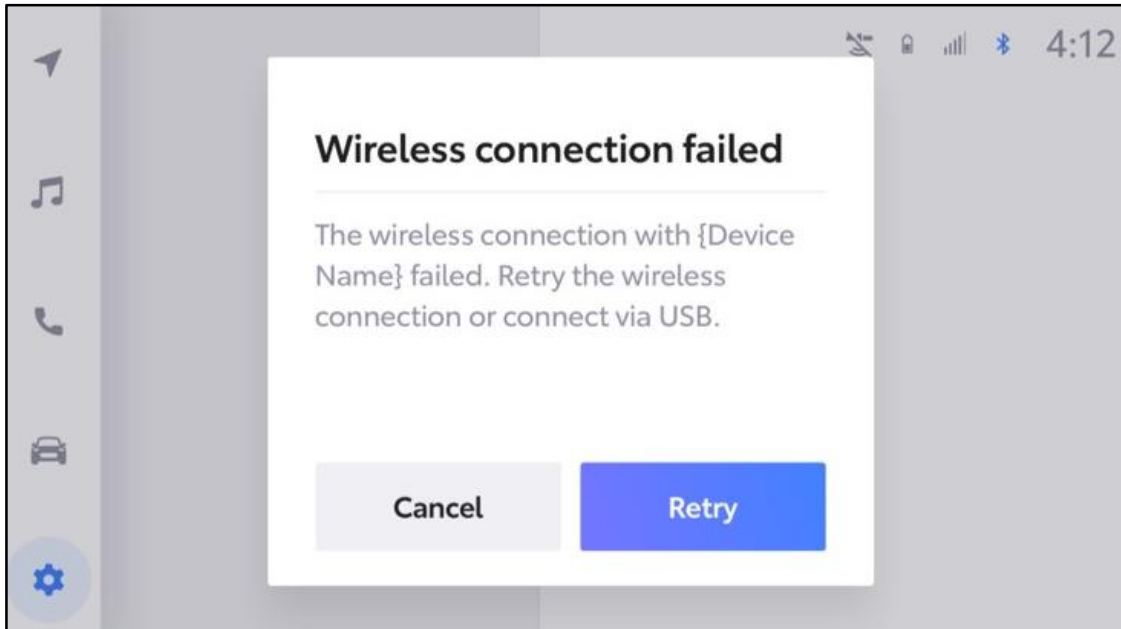 4:12
Wireless connection failed
The wireless connection with {Device
Name} failed. Retry the wireless
connection or connect via USB.
Cancel
Retry